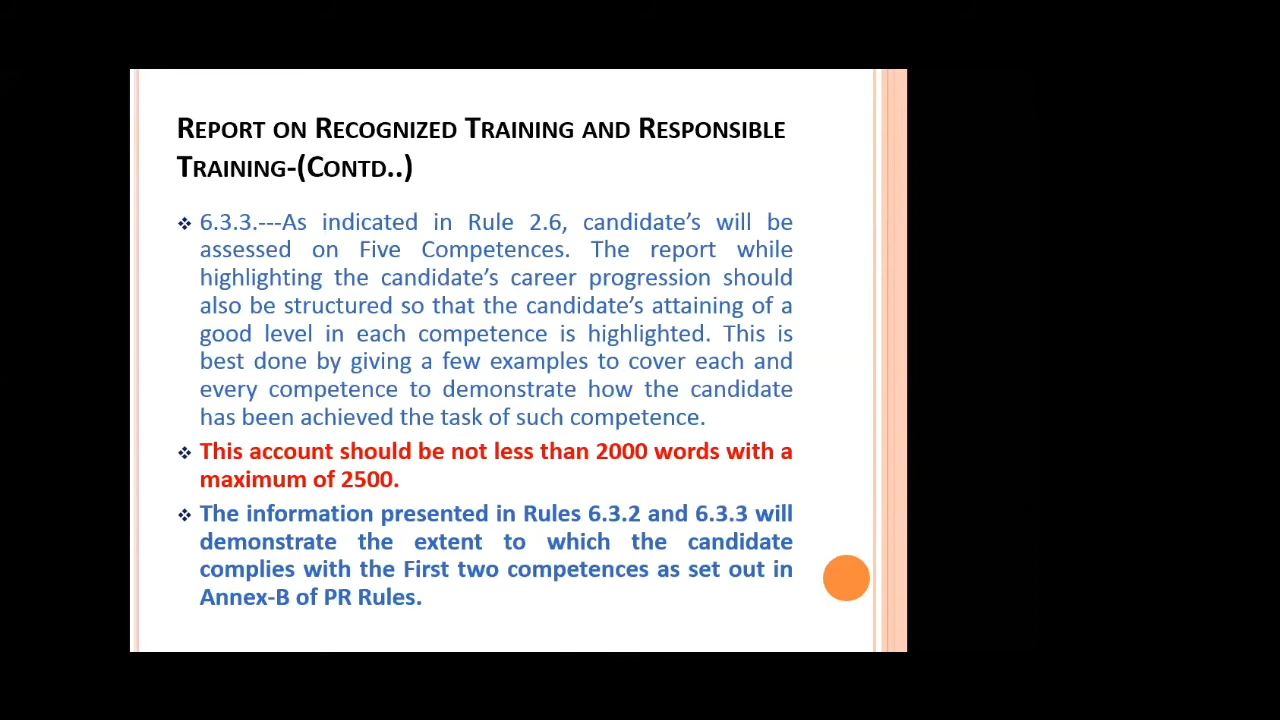 REPORT ON RECOGNIZED TRAINING AND RESPONSIBLE
TRAINING-(CONTD..)
❖ 6.3.3.---As indicated in Rule 2.6, candidate’s will be
assessed on Five Competences. The report while
highlighting the candidate’s career progression should
also be structured so that the candidate’s attaining of a
good level in each competence is highlighted. This is
best done by giving a few examples to cover each and
every competence to demonstrate how the candidate
has been achieved the task of such competence.
❖ This account should be not less than 2000 words with a
maximum of 2500.
❖ The information presented in Rules 6.3.2 and 6.3.3 will
demonstrate the extent to which the candidate
complies with the First two competences as set out in
Annex-B of PR Rules.